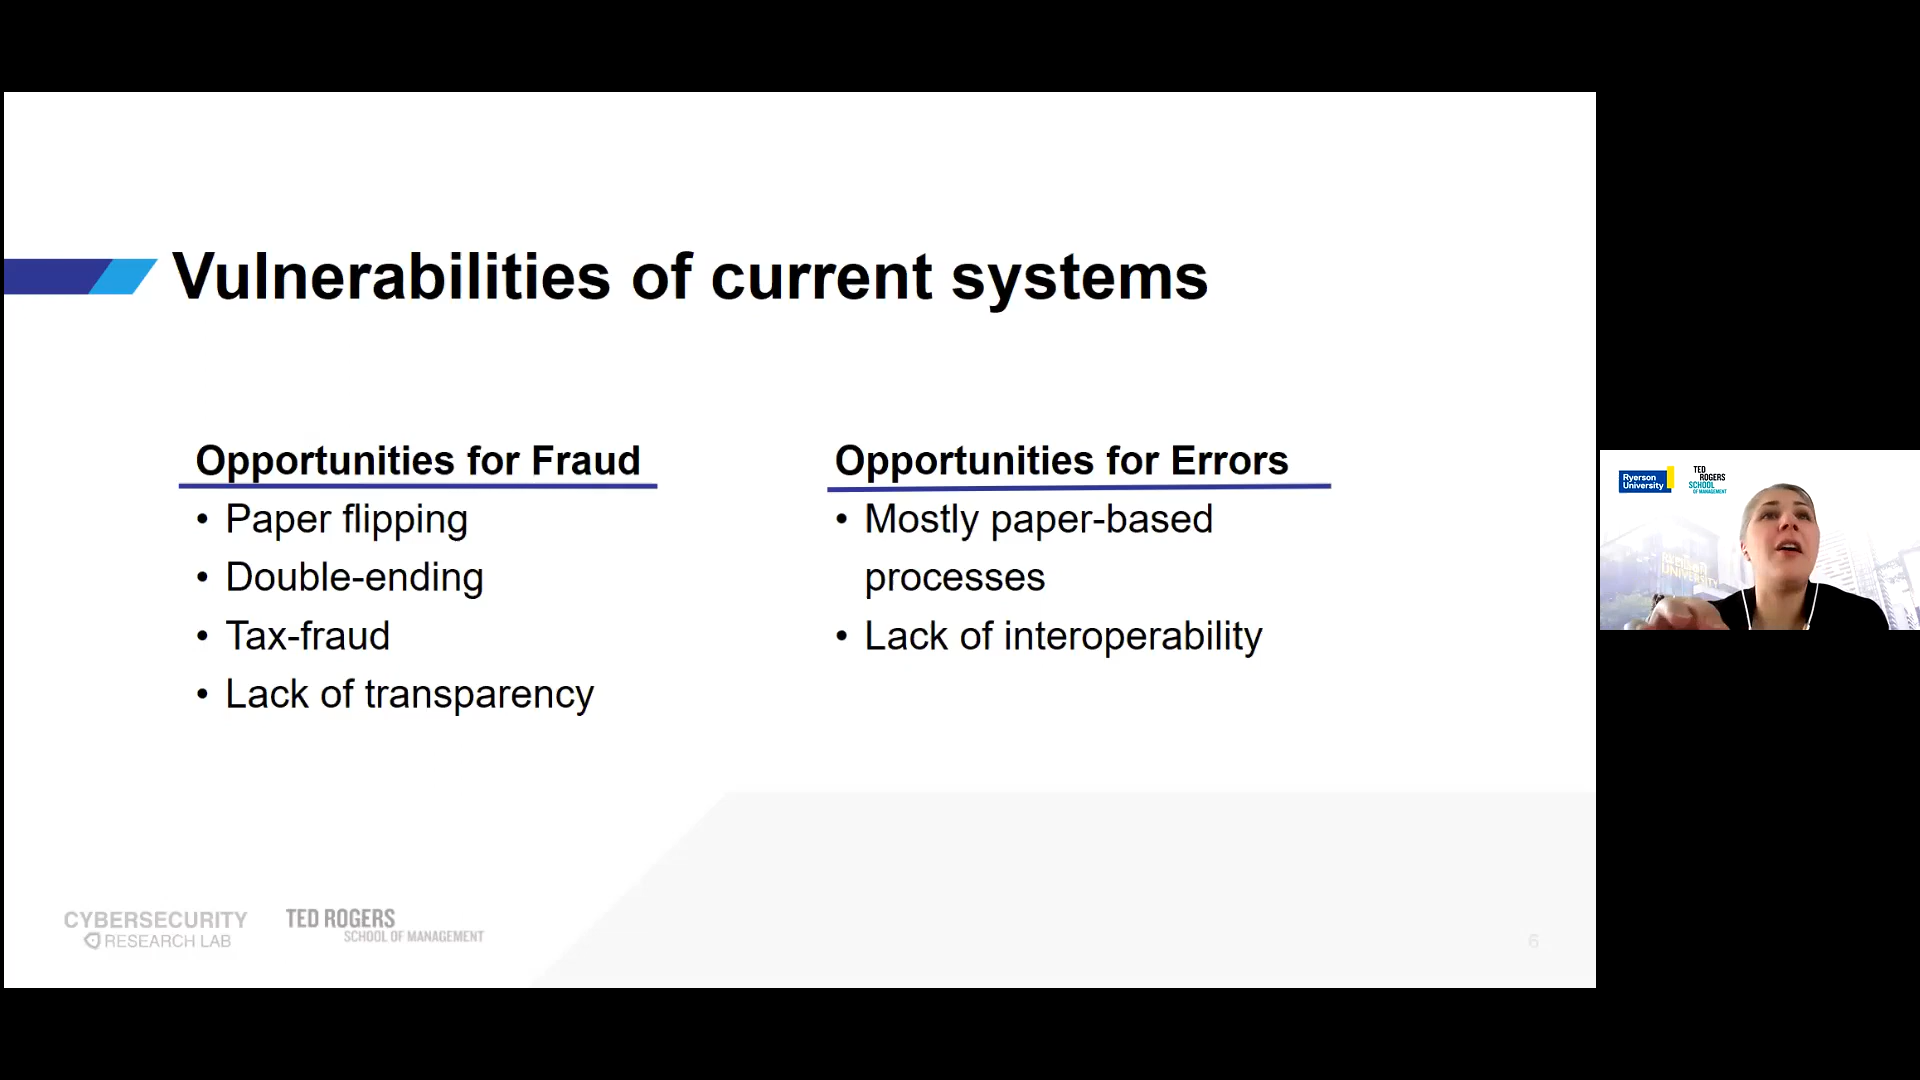 Vulnerabilities of current systems
Opportunities for Fraud
• Paper flipping
• Double-ending
• Tax-fraud
• Lack of transparency
Opportunities for Errors
• Mostly paper-based
processes
• Lack of interoperability
CYBERSECURITY
RESEARCH LAB
TED ROGERS
SCHOOL OF MANAGEMENT
6
Ryerson
University
TED
ROGERS
SCHOOL
OF MANAGEMENT
UNIVERSITY